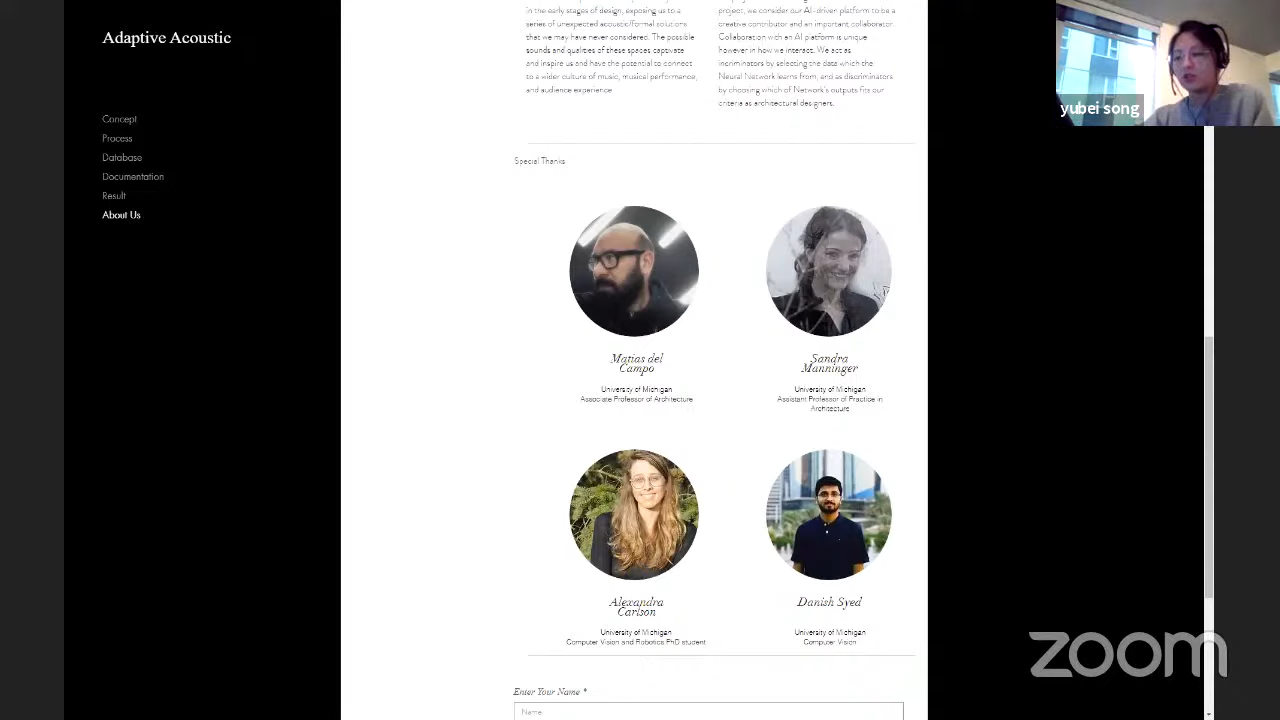 Adaptive Acoustic
Concept
Process
Database
Documentation
Result
About Us
in the early stages of design, exposing us to a
series of unexpected acoustic/formal solutions
that we may have never considered. The possible
sounds and qualities of these spaces captivate
and inspire us and have the potential to connect
to a wider culture of music, musical performance,
and audience experience.
project, we consider our AI-driven platform to be a
creative contributor and an important collaborator.
Collaboration with an AI platform is unique
however in how we interact. We act as
incriminators by selecting the data which the
Neural Network learns from, and as discriminators
by choosing which of Network's outputs fits our
criteria as architectural designers.
Special Thanks
Matias del
Campo
University of Michigan
Associate Professor of Architecture
Sandra
Manninger
University of Michigan
Assistant Professor of Practice in
Architecture
Alexandra
Carlson
University of Michigan
Computer Vision and Robotics PhD student
Danish Syed
University of Michigan
Computer Vision
Enter Your Name *
Name
yubei song
zoom